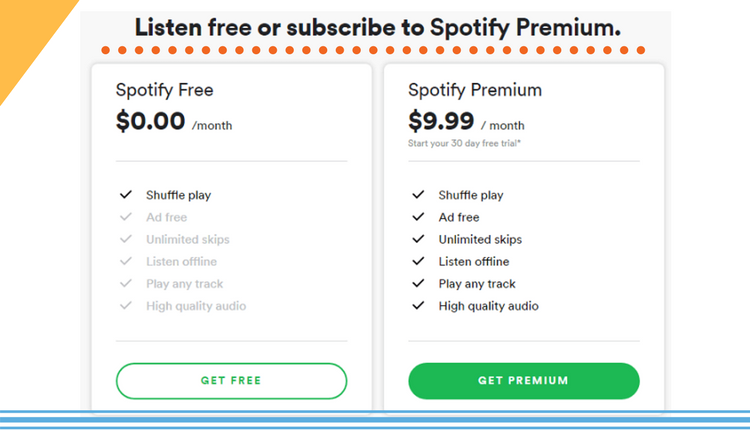 Listen free or subscribe to Spotify Premium.
Spotify Free
$0.00 /month
Shuffle play
Ad free
Unlimited skips
Listen offline
Play any track
High quality audio
GET FREE
Spotify Premium
$9.99 / month
Start your 30 day free trial*
Shuffle play
Ad free
Unlimited skips
Listen offline
Play any track
High quality audio
GET PREMIUM